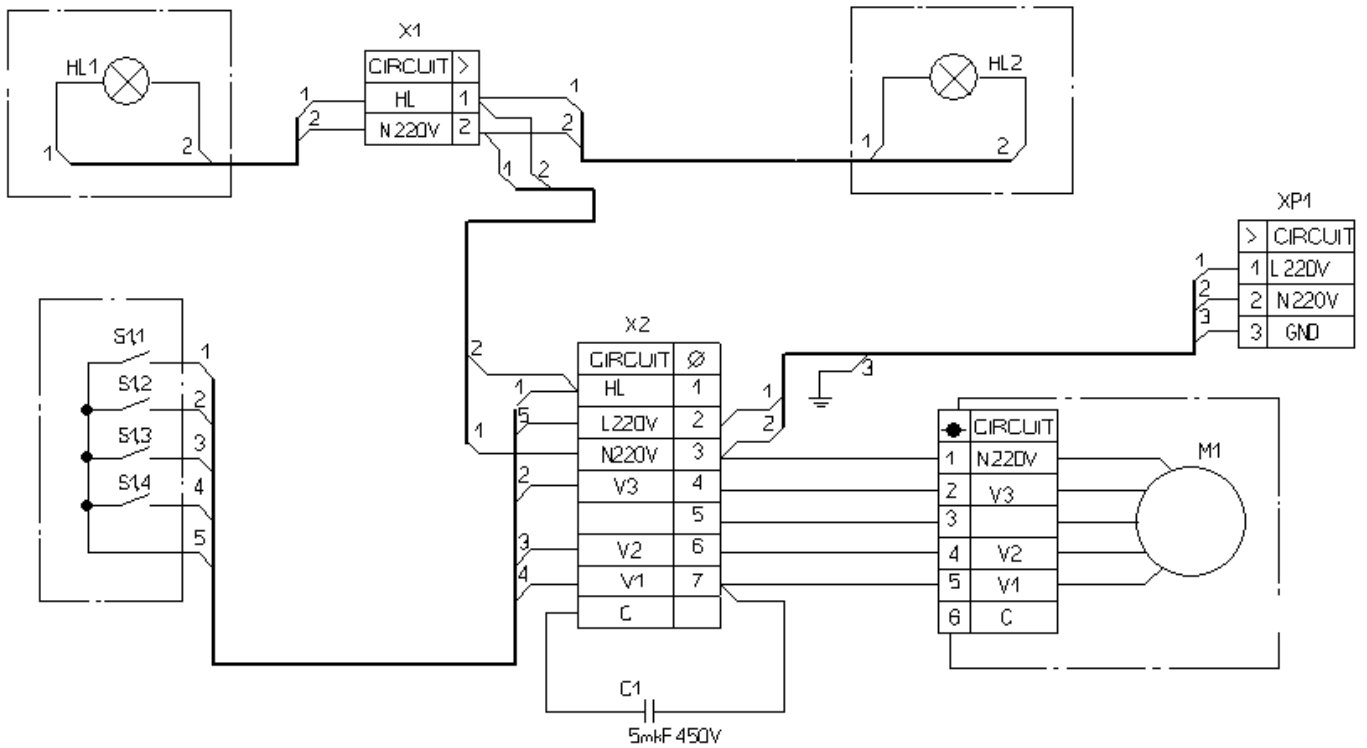 X1
HL1
CIRCUIT >
HL 1
N220V 2
1
2
1
2
1
2
HL2
1
2
1
2
XP1
> CIRCUIT
1 L220V
2 N220V
3 GND
1
2
3
3
S1,1
S1,2
S1,3
S1,4
1
2
3
4
5
X2
CIRCUIT Ø
HL 1
L220V 2
N220V 3
V3 4
5
V2 6
V1 7
C
2
1
5
1
2
3
4
1
2
CIRCUIT
1 N220V
2 V3
3
4 V2
5 V1
6 C
M1
C1
5mkF 450V